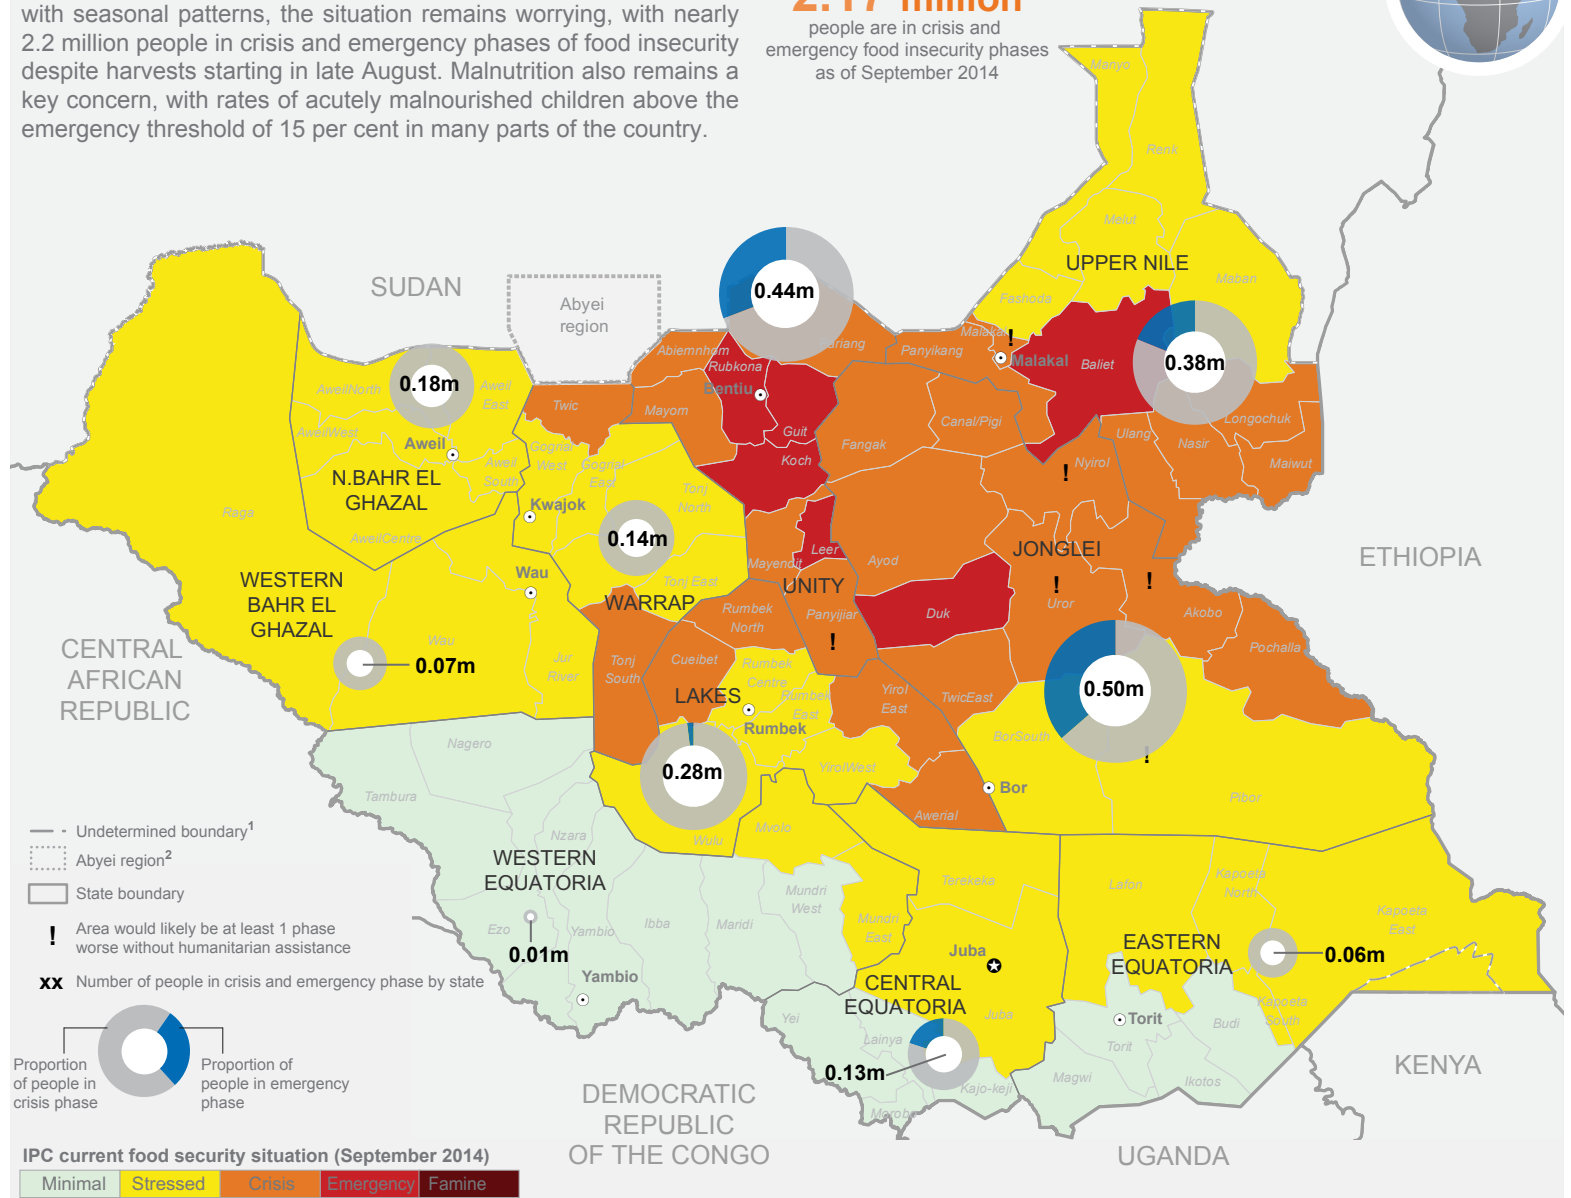 with seasonal patterns, the situation remains worrying, with nearly
2.2 million people in crisis and emergency phases of food insecurity
despite harvests starting in late August. Malnutrition also remains a
key concern, with rates of acutely malnourished children above the
emergency threshold of 15 per cent in many parts of the country.
2.17 million
people are in crisis and
emergency food insecurity phases
as of September 2014
Manyo
Renk
Melut
UPPER NILE
Maban
Fashoda
SUDAN
Abyei
region
0.44m
Malakal
!
Malakal
Baliet
0.38m
Abiemnhom
Pariang
Panyikang
Rubkona
Bentiu
0.18m
AweilNorth
Aweil
East
Twic
Mayom
Guit
Canal/Pigi
Ulang
Longochuk
AweilWest
Aweil
Gogrial
West
Gogrial
East
Koch
Fangak
Nasir
Nyirol
!
Maiwut
Aweil
South
N.BAHR EL
GHAZAL
Tonj
North
Raga
Kwajok
AweilCentre
0.14m
Leer
Mayendit
Ayod
JONGLEI
ETHIOPIA
Wau
Tonj East
UNITY
!
!
WESTERN
BAHR EL
GHAZAL
WARRAP
Rumbek
North
Panyijiar
!
Duk
Uror
Akobo
Wau
CENTRAL
AFRICAN
REPUBLIC
0.07m
Jur
River
Tonj
South
Cueibet
Rumbek
Centre
Pochalla
LAKES
Rumbek
East
Yirol
East
TwicEast
0.50m
Rumbek
BorSouth
!
Nagero
0.28m
YirolWest
Bor
Pibor
Tambura
Awerial
Undetermined boundary1
Abyei region2
State boundary
! Area would likely be at least 1 phase
worse without humanitarian assistance
xx Number of people in crisis and emergency phase by state
Proportion
of people in
crisis phase
Proportion of
people in emergency
phase
Nzara
Wulu
Mvolo
WESTERN
EQUATORIA
Mundri
West
Terekeka
Lafon
Kapoeta
North
Ezo
Yambio
Ibba
Maridi
Mundri
East
Kapoeta
East
0.01m
Yambio
Juba
EASTERN
EQUATORIA
0.06m
CENTRAL
EQUATORIA
Juba
Kapoeta
South
Yei
Torit
Budi
Lainya
Torit
0.13m
Kajo-keji
Magwi
Ikotos
KENYA
Morobo
DEMOCRATIC
REPUBLIC
OF THE CONGO
UGANDA
IPC current food security situation (September 2014)
Minimal Stressed Crisis Emergency Famine